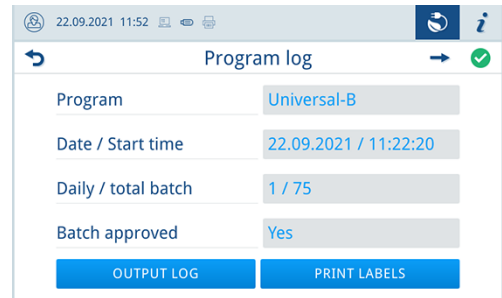 22.09.2021 11:52 i
Program log
Program Universal-B
Date / Start time 22.09.2021 / 11:22:20
Daily / total batch 1 / 75
Batch approved Yes
OUTPUT LOG PRINT LABELS